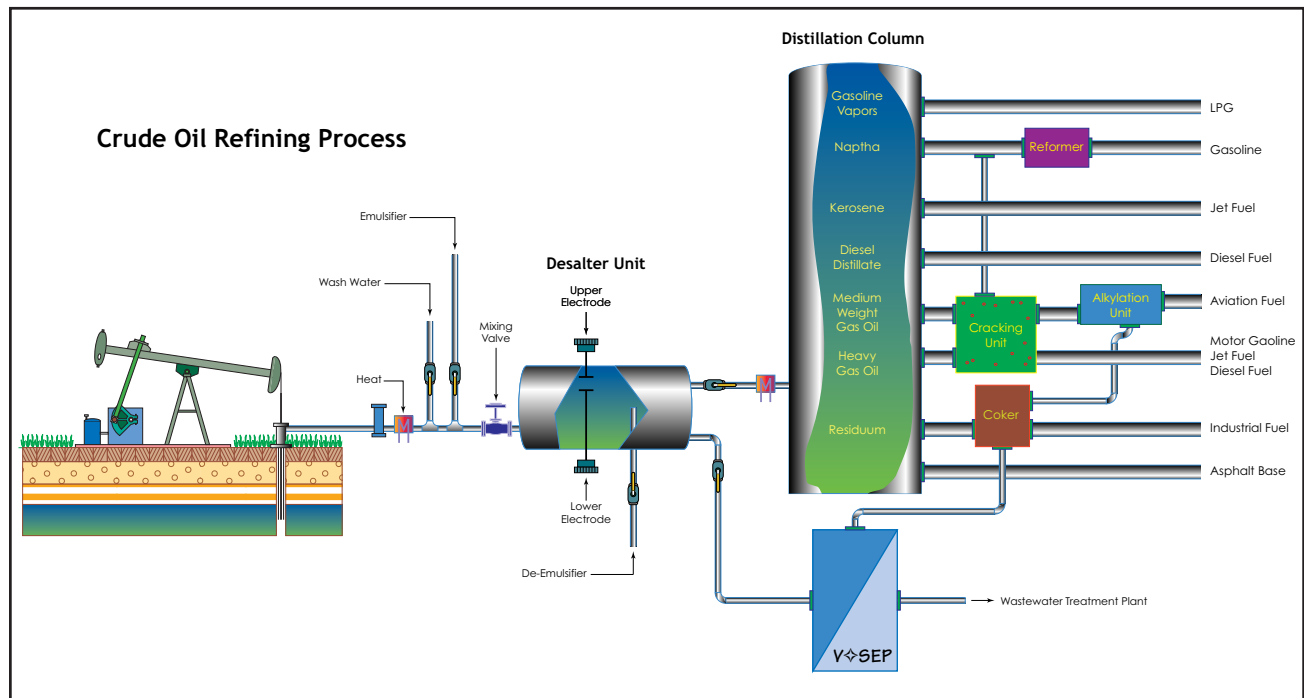 Distillation Column
Crude Oil Refining Process
Gasoline
Vapors
LPG
Naptha
Reformer
Gasoline
Kerosene
Jet Fuel
Emulsifier
Diesel
Distillate
Diesel Fuel
Desalter Unit
Wash Water
Upper
Electrode
Medium
Weight
Gas Oil
Cracking
Unit
Alkylation
Unit
Aviation Fuel
Mixing
Valve
Heat
Heavy
Gas Oil
Motor Gaoline
Jet Fuel
Diesel Fuel
Coker
Residuum
Industrial Fuel
Asphalt Base
Lower
Electrode
De-Emulsifier
Wastewater Treatment Plant
V SEP